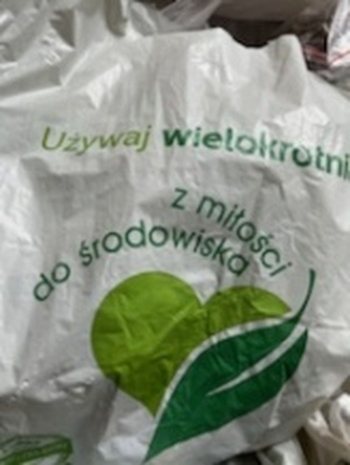 Używaj wielokrotni
z miłości
do środowiska